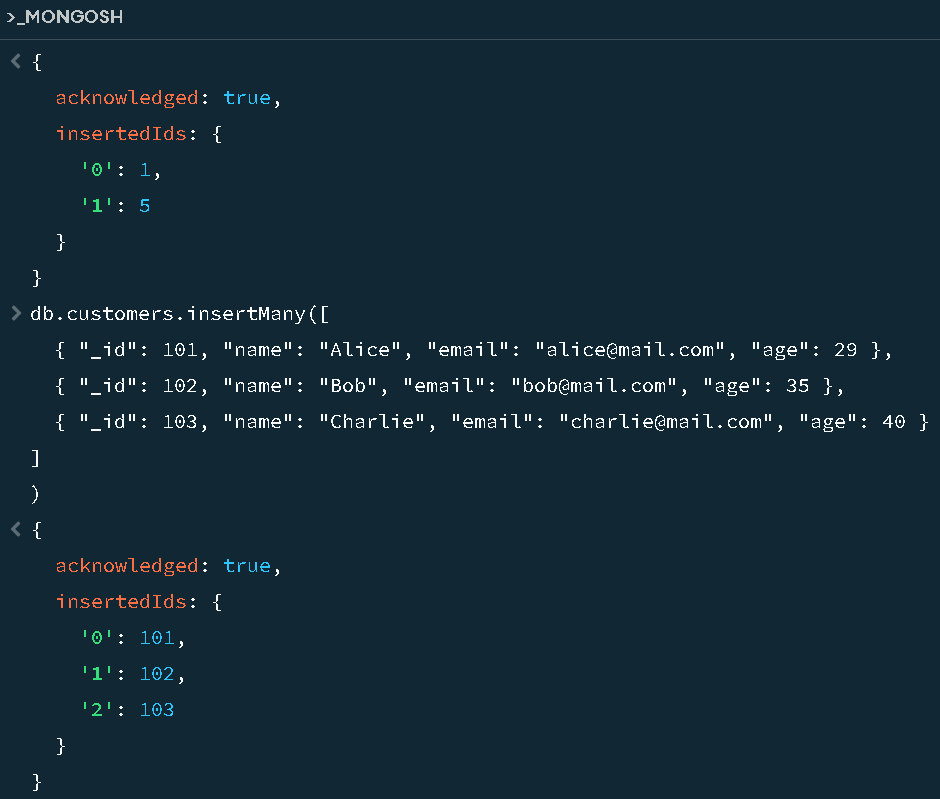 >_MONGOSH
< {
acknowledged: true,
insertedIds: {
'0': 1,
'1': 5
}
}
> db.customers.insertMany([
{ "_id": 101, "name": "Alice", "email": "alice@mail.com", "age": 29 },
{ "_id": 102, "name": "Bob", "email": "bob@mail.com", "age": 35 },
{ "_id": 103, "name": "Charlie", "email": "charlie@mail.com", "age": 40 }
]
)
< {
acknowledged: true,
insertedIds: {
'0': 101,
'1': 102,
'2': 103
}
}